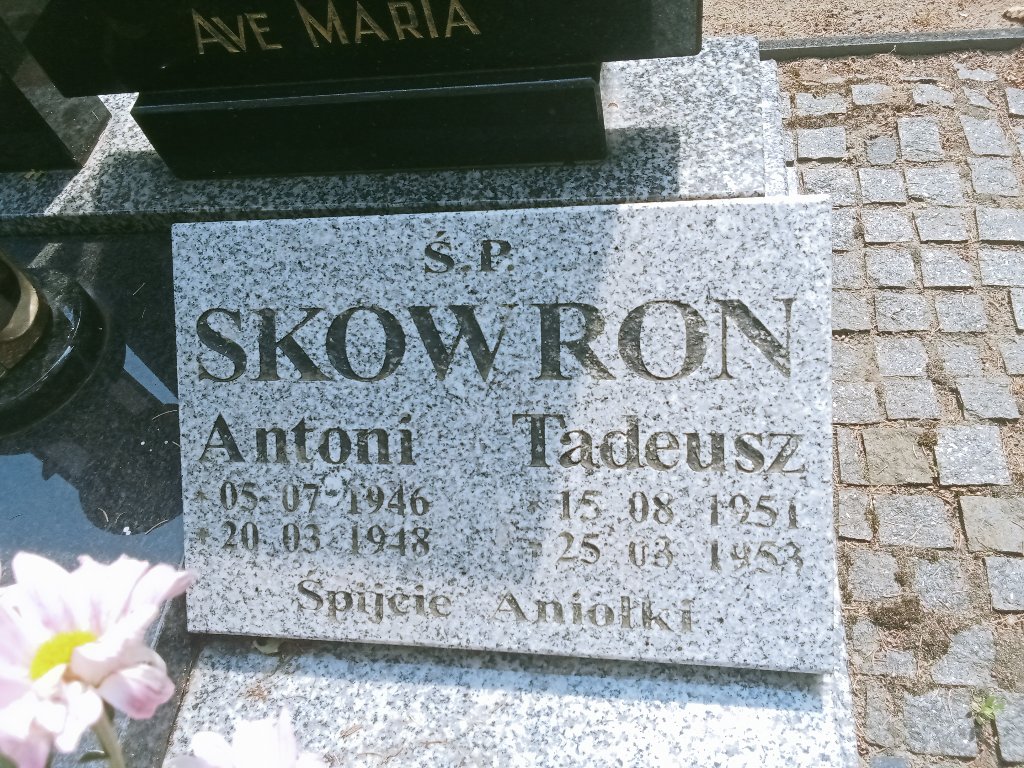 AVE MARIA
Ś.P.
SKOWRON
Antoni Tadeusz
* 05 07 1946 * 15 08 1951
+ 20 03 1948 + 25 03 1953
Śpijcie Aniołki